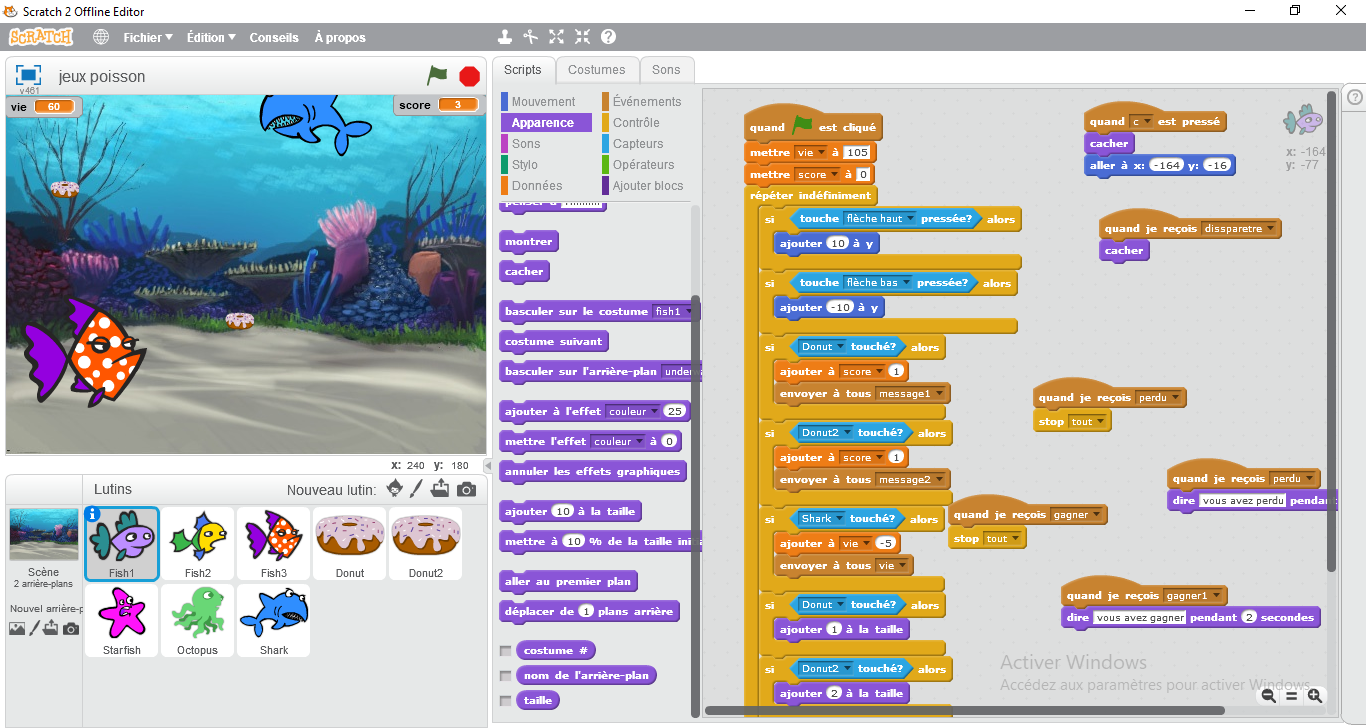 Scratch 2 Offline Editor
SCRATCH Fichier Édition Conseils À propos
v461 jeux poisson
vie 60
score 3
x: 240 y: 180
Lutins Nouveau lutin:
Scène
2 arrière-plans
Nouvel arrière-p
Fish1 Fish2 Fish3 Donut Donut2
Starfish Octopus Shark
Scripts Costumes Sons
Mouvement Événements
Apparence Contrôle
Sons Capteurs
Stylo Opérateurs
Données Ajouter blocs
montrer
cacher
basculer sur le costume fish1
costume suivant
basculer sur l'arrière-plan under
ajouter à l'effet couleur 25
mettre l'effet couleur à 0
annuler les effets graphiques
ajouter 10 à la taille
mettre à 10 % de la taille ini
aller au premier plan
déplacer de 1 plans arrière
costume #
nom de l'arrière-plan
taille
quand est cliqué
mettre vie à 105
mettre score à 0
répéter indéfiniment
si touche flèche haut pressée? alors
ajouter 10 à y
si touche flèche bas pressée? alors
ajouter -10 à y
si Donut touché? alors
ajouter à score 1
envoyer à tous message1
si Donut2 touché? alors
ajouter à score 1
envoyer à tous message2
si Shark touché? alors
ajouter à vie -5
envoyer à tous vie
si Donut touché? alors
ajouter 1 à la taille
si Donut2 touché? alors
ajouter 2 à la taille
quand c est pressé
cacher
aller à x: -164 y: -16
quand je reçois dissparetre
cacher
quand je reçois perdu
stop tout
quand je reçois perdu
dire vous avez perdu pendant
quand je reçois gagner
stop tout
quand je reçois gagner1
dire vous avez gagner pendant 2 secondes
x: -164
y: -77
Activer Windows
Accédez aux paramètres pour activer Windows.